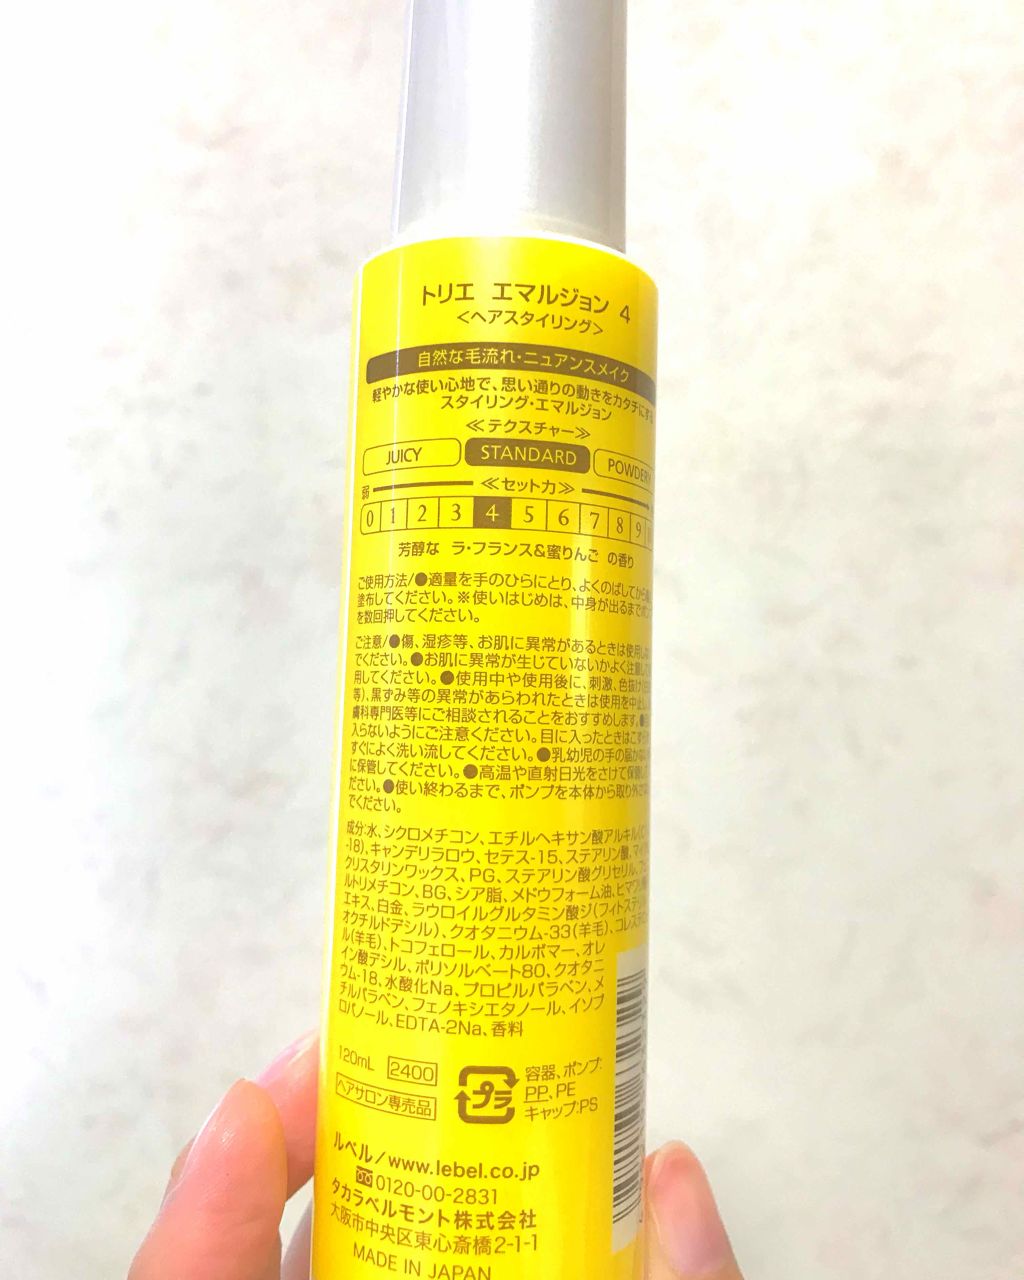 トリエ エマルジョン 4
<ヘアスタイリング>
自然な毛流れ・ニュアンスメイク
軽やかな使い心地で、思い通りの動きをカタチにする
スタイリング・エマルジョン
≪テクスチャー≫
JUICY STANDARD POWDERY
弱 ≪セット力≫
0 1 2 3 4 5 6 7 8 9
芳醇な ラ・フランス&蜜りんご の香り
ご使用方法/●適量を手のひらにとり、よくのばしてから
塗布してください。※使いはじめは、中身が出るまでポンプ
を数回押してください。
ご注意/●傷、湿疹等、お肌に異常があるときは使用しない
でください。●お肌に異常が生じていないかよく注意して
用してください。●使用中や使用後に、刺激、色抜け
等)、黒ずみ等の異常があらわれたときは使用を中止し
膚科専門医等にご相談されることをおすすめします。●
入らないようにご注意ください。目に入ったときはこすらず
すぐによく洗い流してください。●乳幼児の手の届かない
に保管してください。●高温や直射日光をさけて保管し
ださい。●使い終わるまで、ポンプを本体から取り外さない
でください。
成分:水、シクロメチコン、エチルヘキサン酸アルキル(C
-18)、キャンデリラロウ、セテス-15、ステアリン酸、マイ
クリスタリンワックス、PG、ステアリン酸グリセリル、フェ
ルトリメチコン、BG、シア脂、メドウフォーム油、ヒマワリ
エキス、白金、ラウロイルグルタミン酸ジ(フィトステリ
オクチルドデシル)、クオタニウム-33(羊毛)、コレステロ
ル(羊毛)、トコフェロール、カルボマー、オレ
イン酸デシル、ポリソルベート80、クオタニ
ウム-18、水酸化Na、プロピルパラベン、メ
チルパラベン、フェノキシエタノール、イソプ
ロパノール、EDTA-2Na、香料
120mL 2400
ヘアサロン専売品
プラ
容器、ポンプ:
PP、PE
キャップ:PS
ルベル/www.lebel.co.jp
0120-00-2831
タカラベルモント株式会社
大阪市中央区東心斎橋2-1-1
MADE IN JAPAN